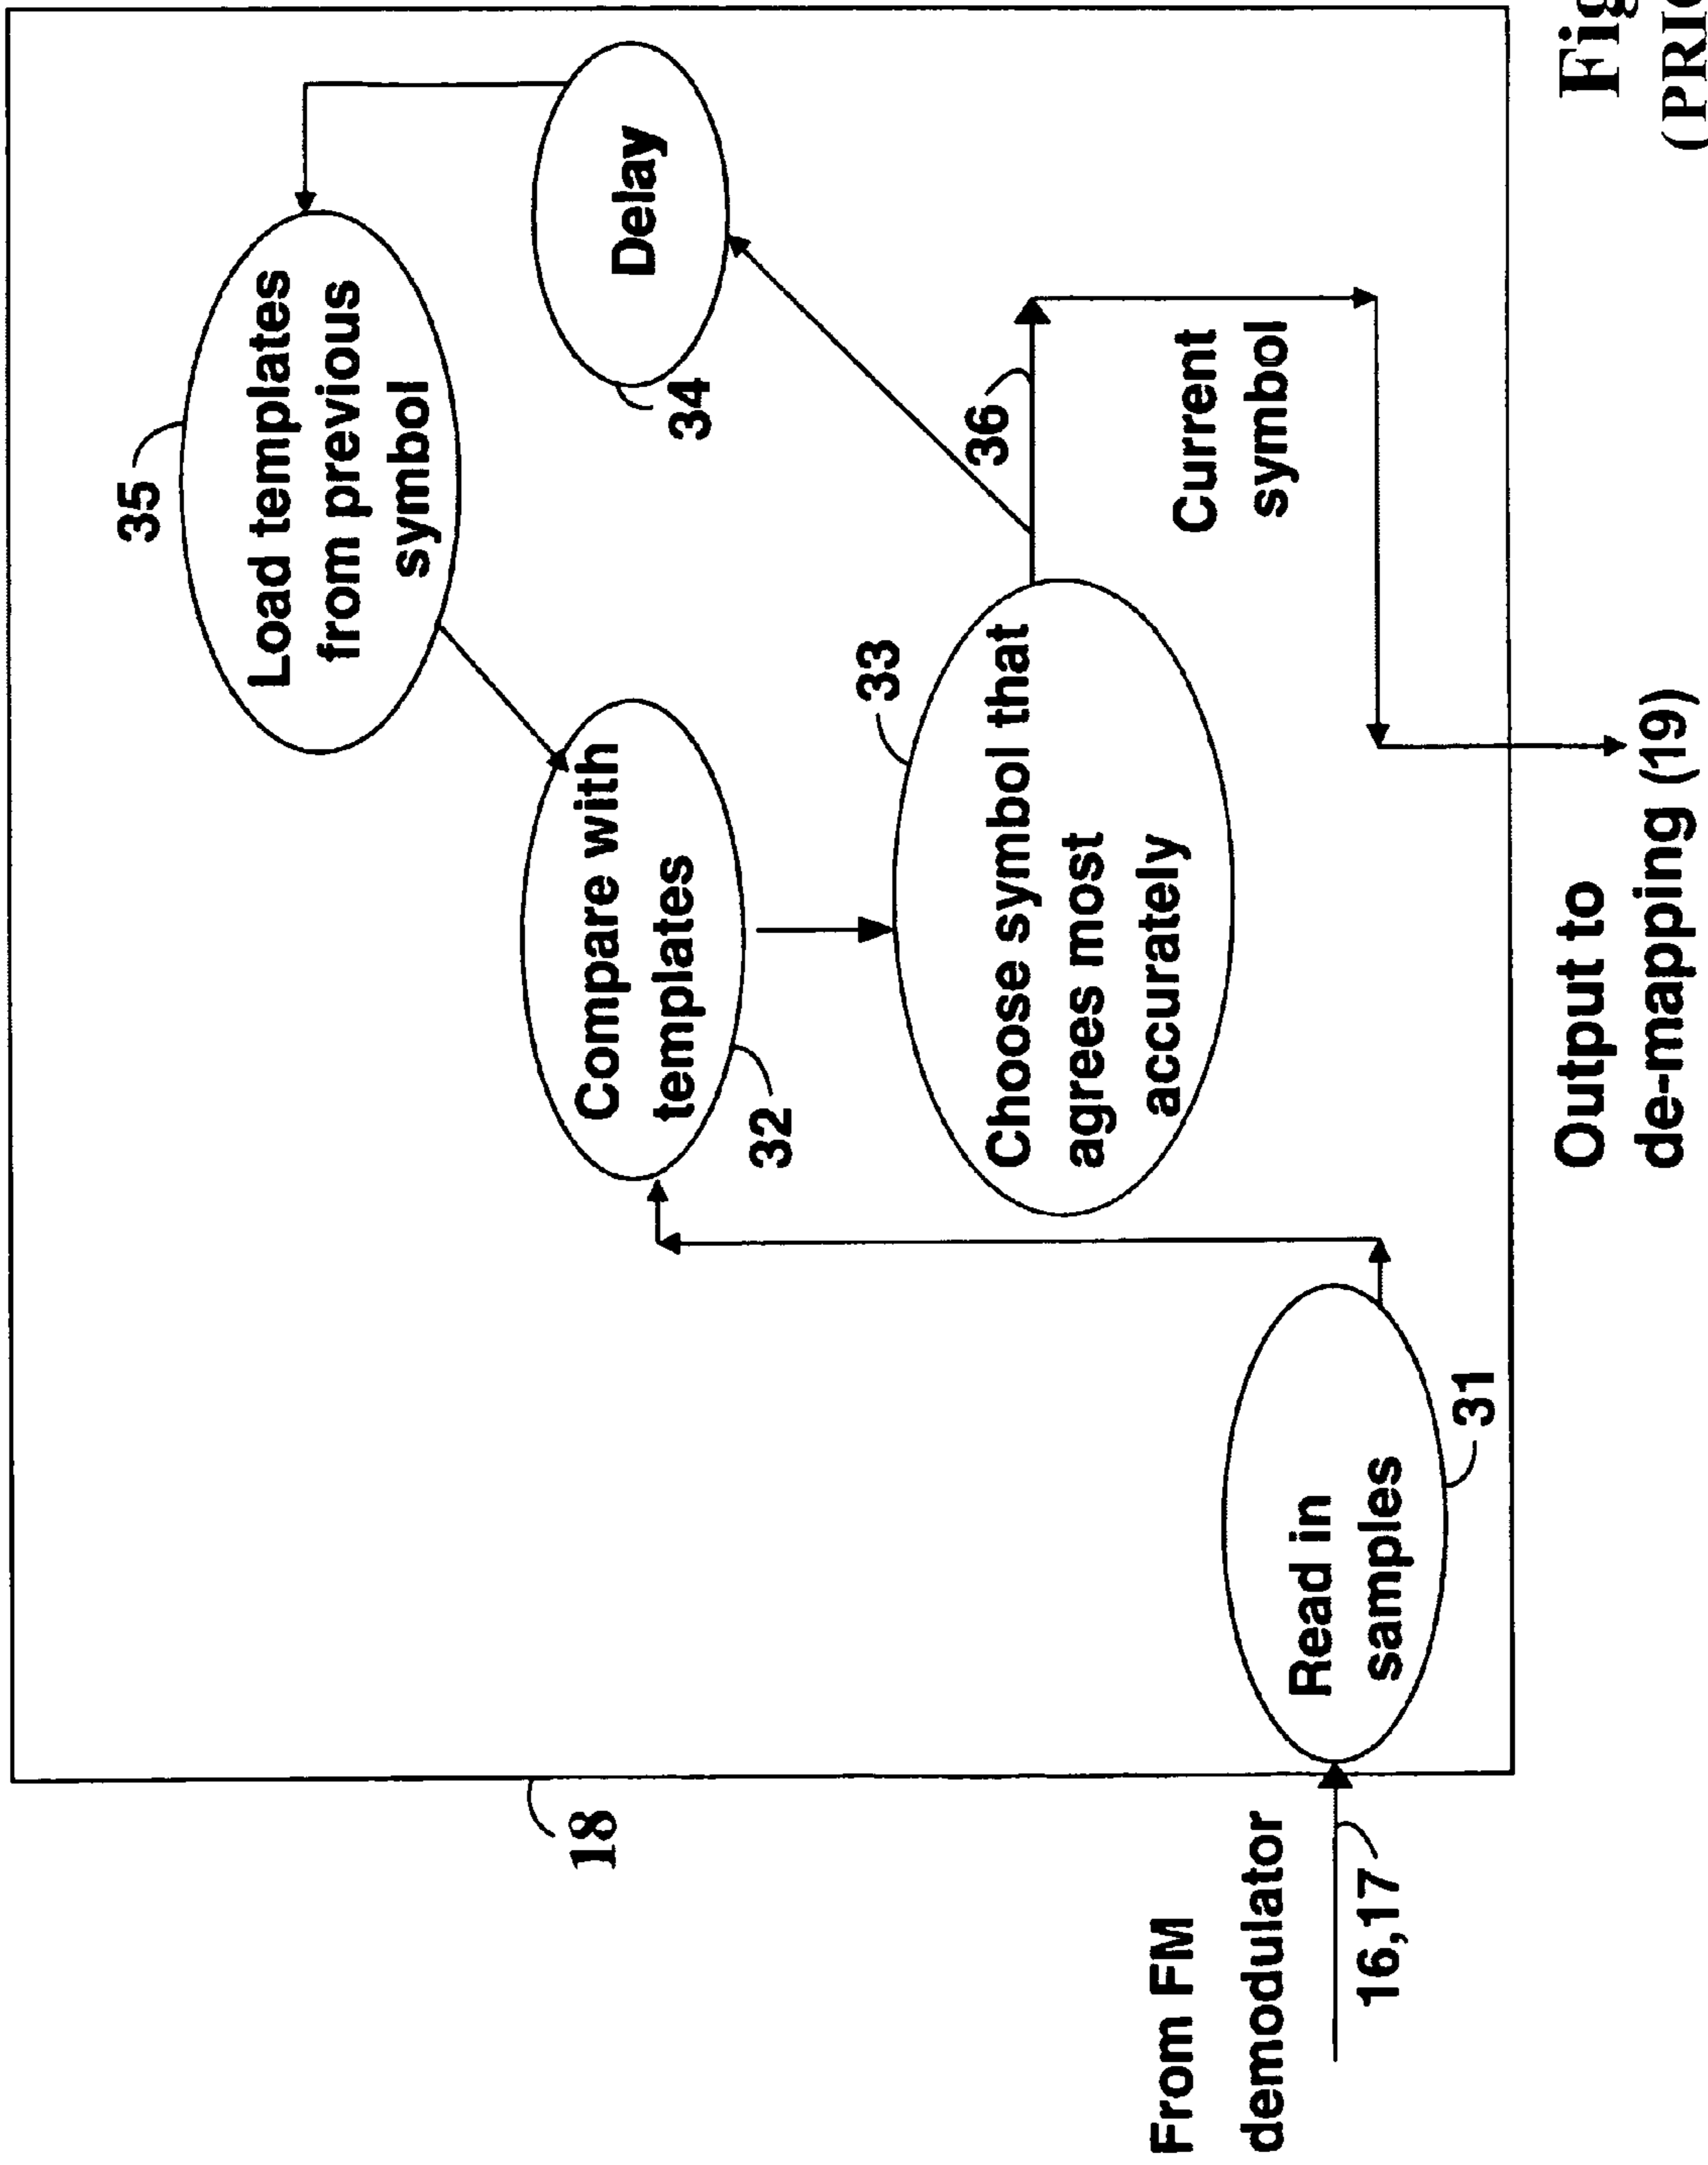 35
Load templates
from previous
symbol
Delay
34
Compare with
templates
32
33
Choose symbol that
agrees most
accurately
36
Current
symbol
18
Read in
samples
31
From FM
demodulator
16,17
Output to
de-mapping (19)